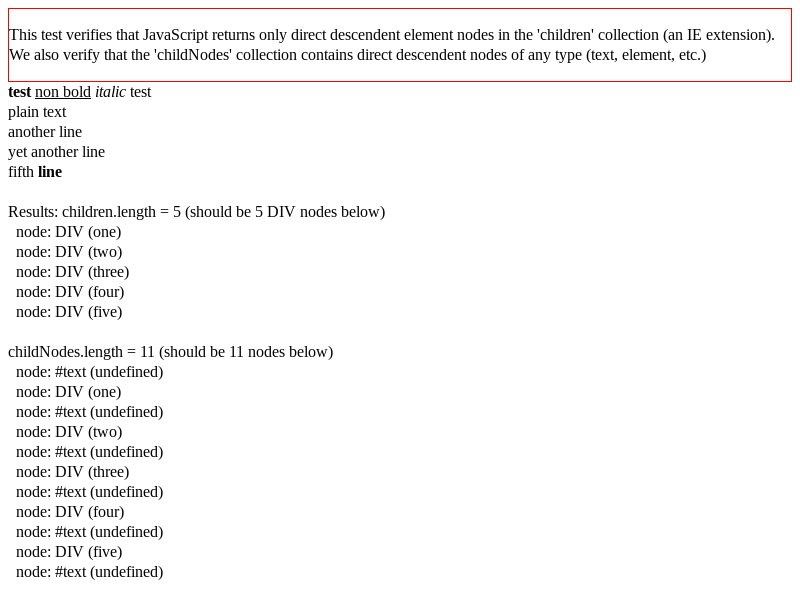 This test verifies that JavaScript returns only direct descendent element nodes in the 'children' collection (an IE extension).
We also verify that the 'childNodes' collection contains direct descendent nodes of any type (text, element, etc.)
test non bold italic test
plain text
another line
yet another line
fifth line
Results: children.length = 5 (should be 5 DIV nodes below)
node: DIV (one)
node: DIV (two)
node: DIV (three)
node: DIV (four)
node: DIV (five)
childNodes.length = 11 (should be 11 nodes below)
node: #text (undefined)
node: DIV (one)
node: #text (undefined)
node: DIV (two)
node: #text (undefined)
node: DIV (three)
node: #text (undefined)
node: DIV (four)
node: #text (undefined)
node: DIV (five)
node: #text (undefined)